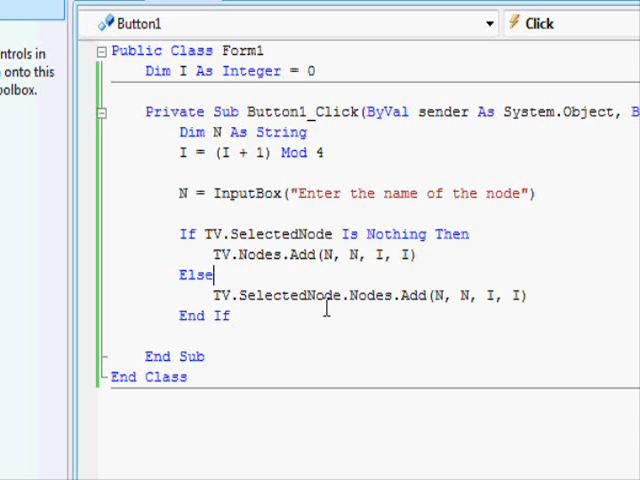 Button1
Click
ntrols in
onto this
olbox.
Public Class Form1
Dim I As Integer = 0
Private Sub Button1_Click(ByVal sender As System.Object, B
Dim N As String
I = (I + 1) Mod 4
N = InputBox("Enter the name of the node")
If TV.SelectedNode Is Nothing Then
TV.Nodes.Add(N, N, I, I)
Else
TV.SelectedNode.Nodes.Add(N, N, I, I)
End If
End Sub
End Class